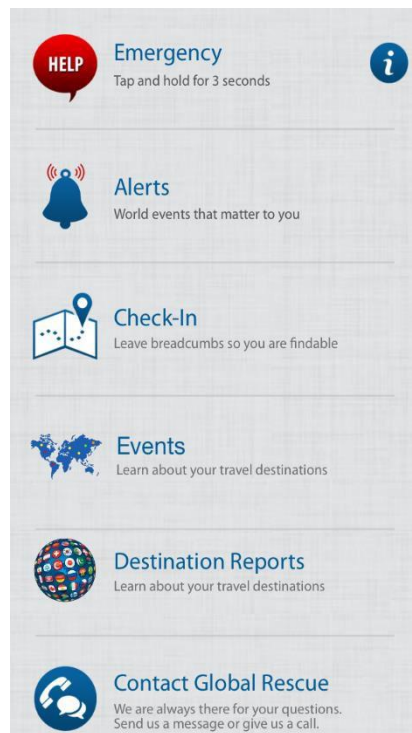 HELP
Emergency
Tap and hold for 3 seconds
i
Alerts
World events that matter to you
Check-In
Leave breadcumbs so you are findable
Events
Learn about your travel destinations
Destination Reports
Learn about your travel destinations
Contact Global Rescue
We are always there for your questions.
Send us a message or give us a call.